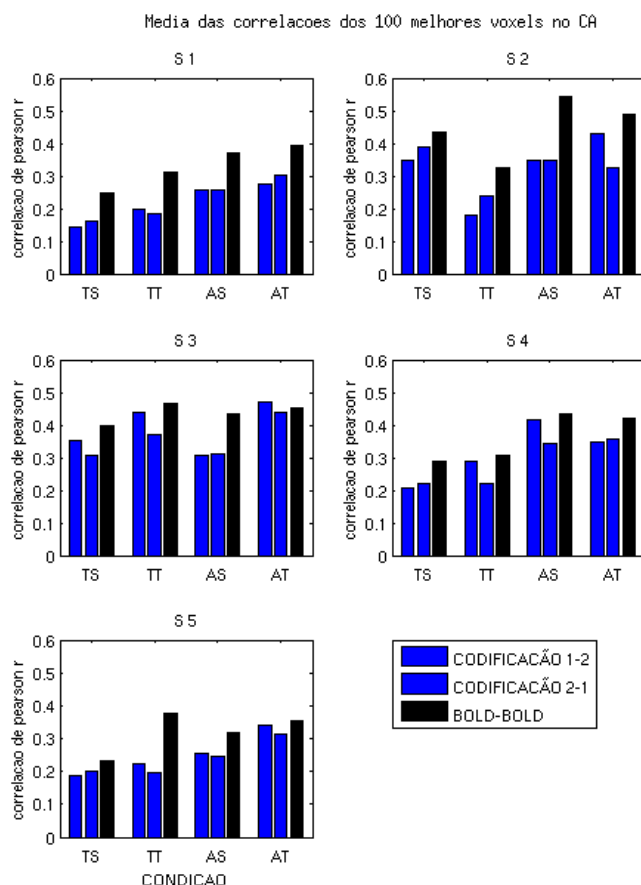 Media das correlacoes dos 100 melhores voxels no CA
S 1
correlacao de pearson r
0.6
0.5
0.4
0.3
0.2
0.1
0
TS TT AS AT
S 2
correlacao de pearson r
0.6
0.5
0.4
0.3
0.2
0.1
0
TS TT AS AT
S 3
correlacao de pearson r
0.6
0.5
0.4
0.3
0.2
0.1
0
TS TT AS AT
S 4
correlacao de pearson r
0.6
0.5
0.4
0.3
0.2
0.1
0
TS TT AS AT
S 5
correlacao de pearson r
0.6
0.5
0.4
0.3
0.2
0.1
0
TS TT AS AT
CONDICAO
CODIFICAÇÃO 1-2
CODIFICAÇÃO 2-1
BOLD-BOLD